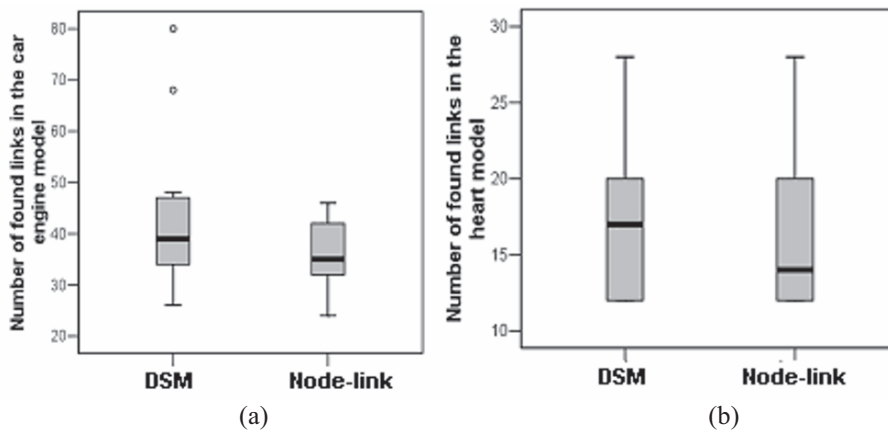 Number of found links in the car
engine model
80
70
60
50
40
30
20
DSM
Node-link
(a)
Number of found links in the
heart model
30
25
20
15
10
DSM
Node-link
(b)